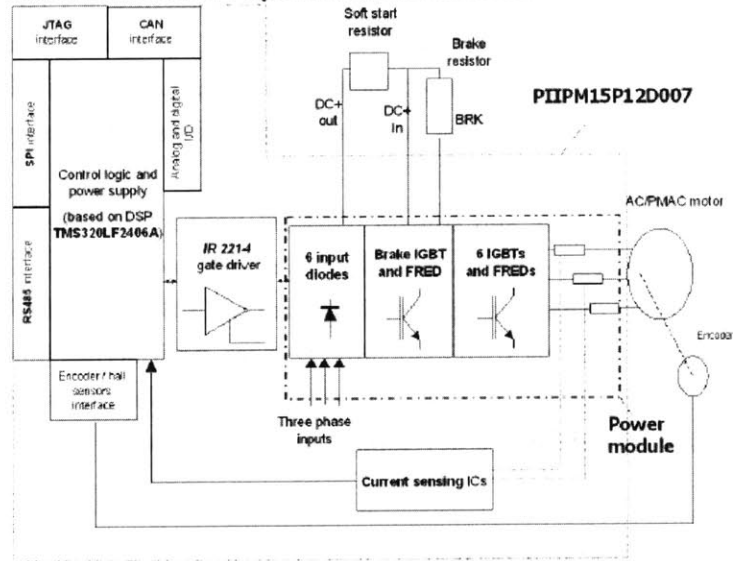 JTAG
interface
CAN
interface
Soft start
resistor
Brake
resistor
PIIPM15P12D007
SPI interface
Analog and digital
I/O
DC+
out
DC+
in
BRK
Control logic and
power supply
(based on DSP
TMS320LF2406A)
AC/PMAC motor
RS485 interface
IR 2214
gate driver
6 input
diodes
Brake IGBT
and FRED
6 IGBTs
and FREDs
Encoder
Encoder / hall
sensors
interface
Three phase
inputs
Power
module
Current sensing ICs